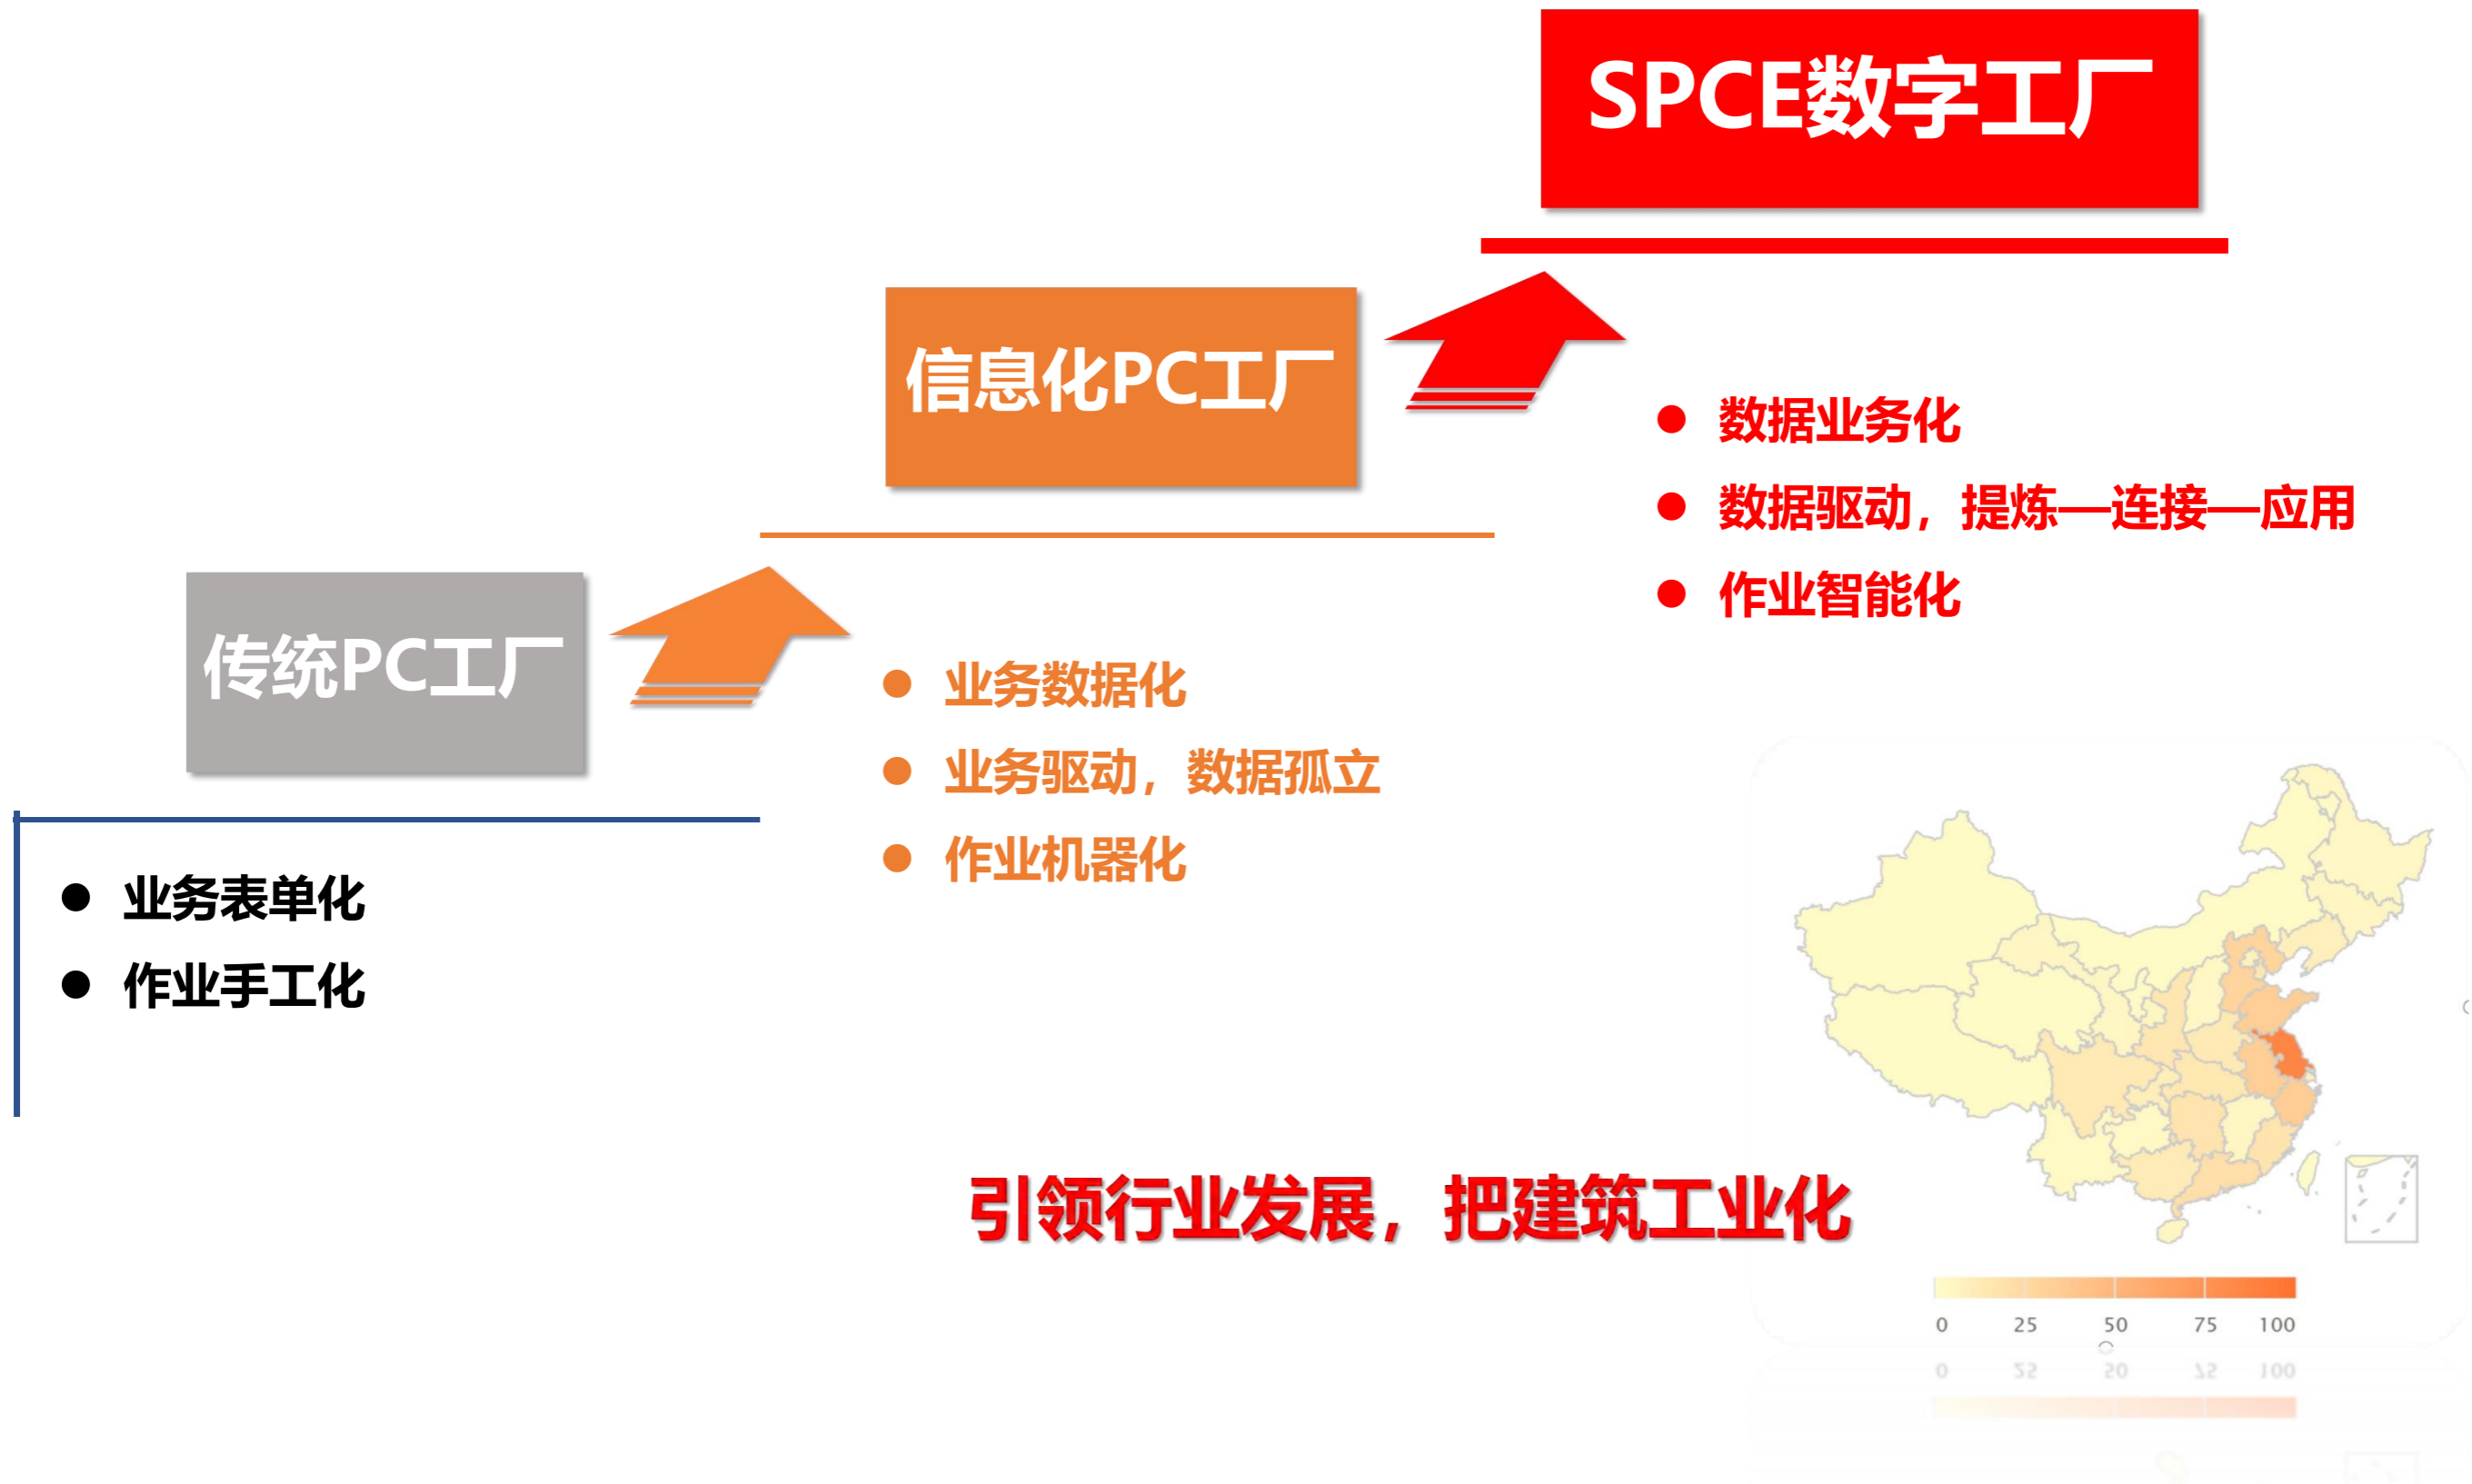 SPCE数字工厂
信息化PC工厂
数据业务化
数据驱动，提炼—连接—应用
作业智能化
传统PC工厂
业务数据化
业务驱动，数据孤立
作业机器化
业务表单化
作业手工化
引领行业发展，把建筑工业化
0 25 50 75 100